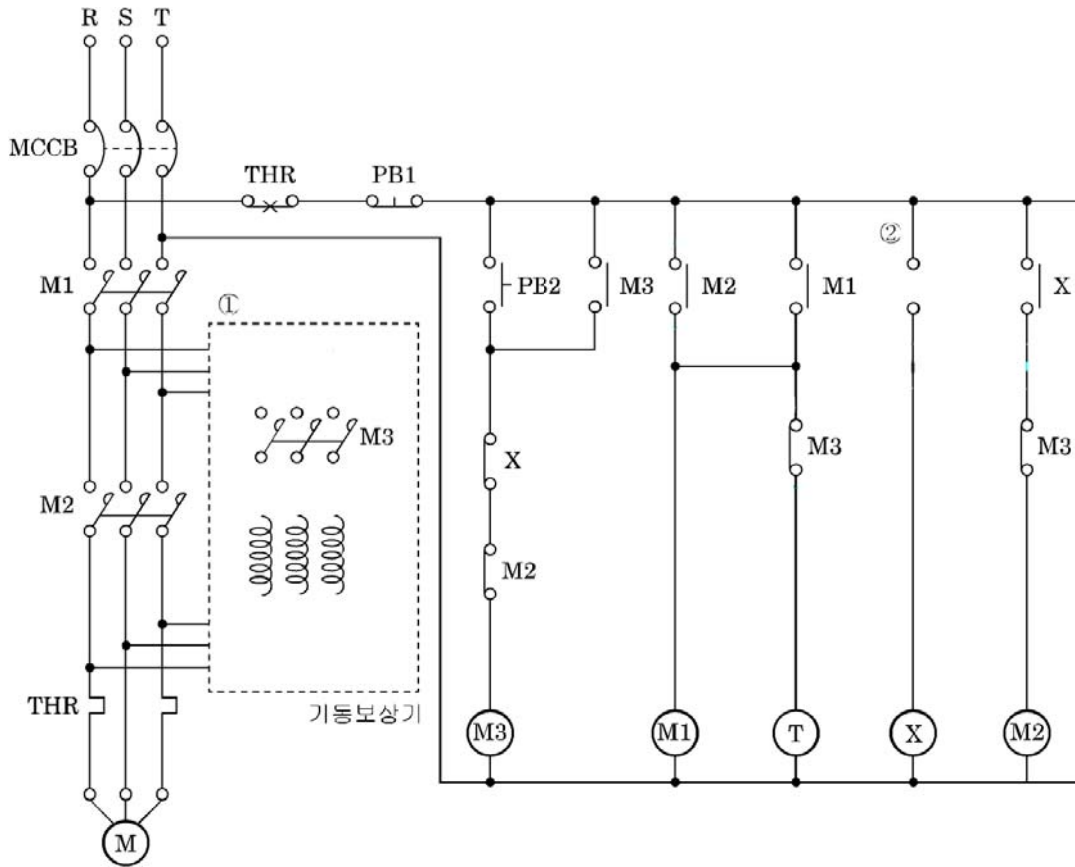 R S T
MCCB
THR PB1
②
M1
①
PB2 M3 M2 M1 X
M3
M3 M3
X
M2
M2
THR
기동보상기
M3 M1 T X M2
M